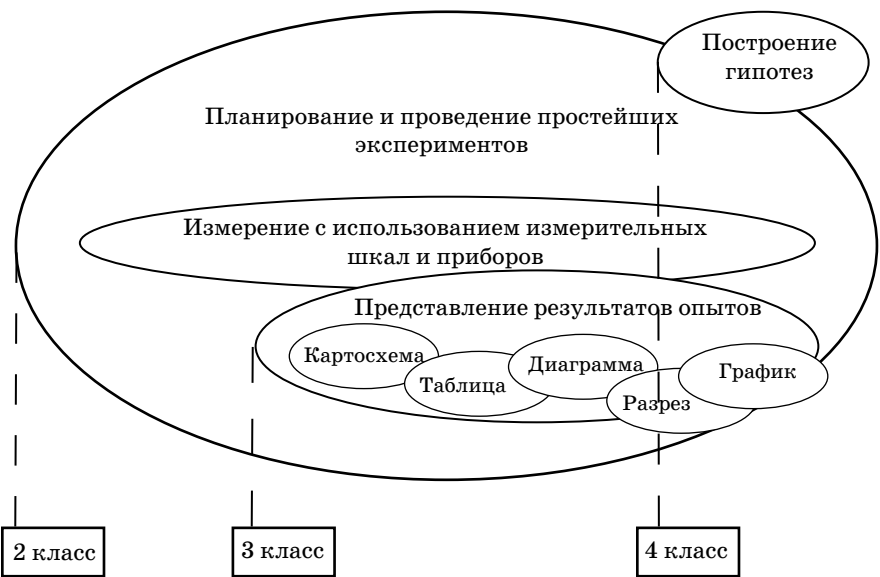 Построение
гипотез
Планирование и проведение простейших
экспериментов
Измерение с использованием измерительных
шкал и приборов
Представление результатов опытов
Картосхема
Таблица
Диаграмма
Разрез
График
2 класс
3 класс
4 класс